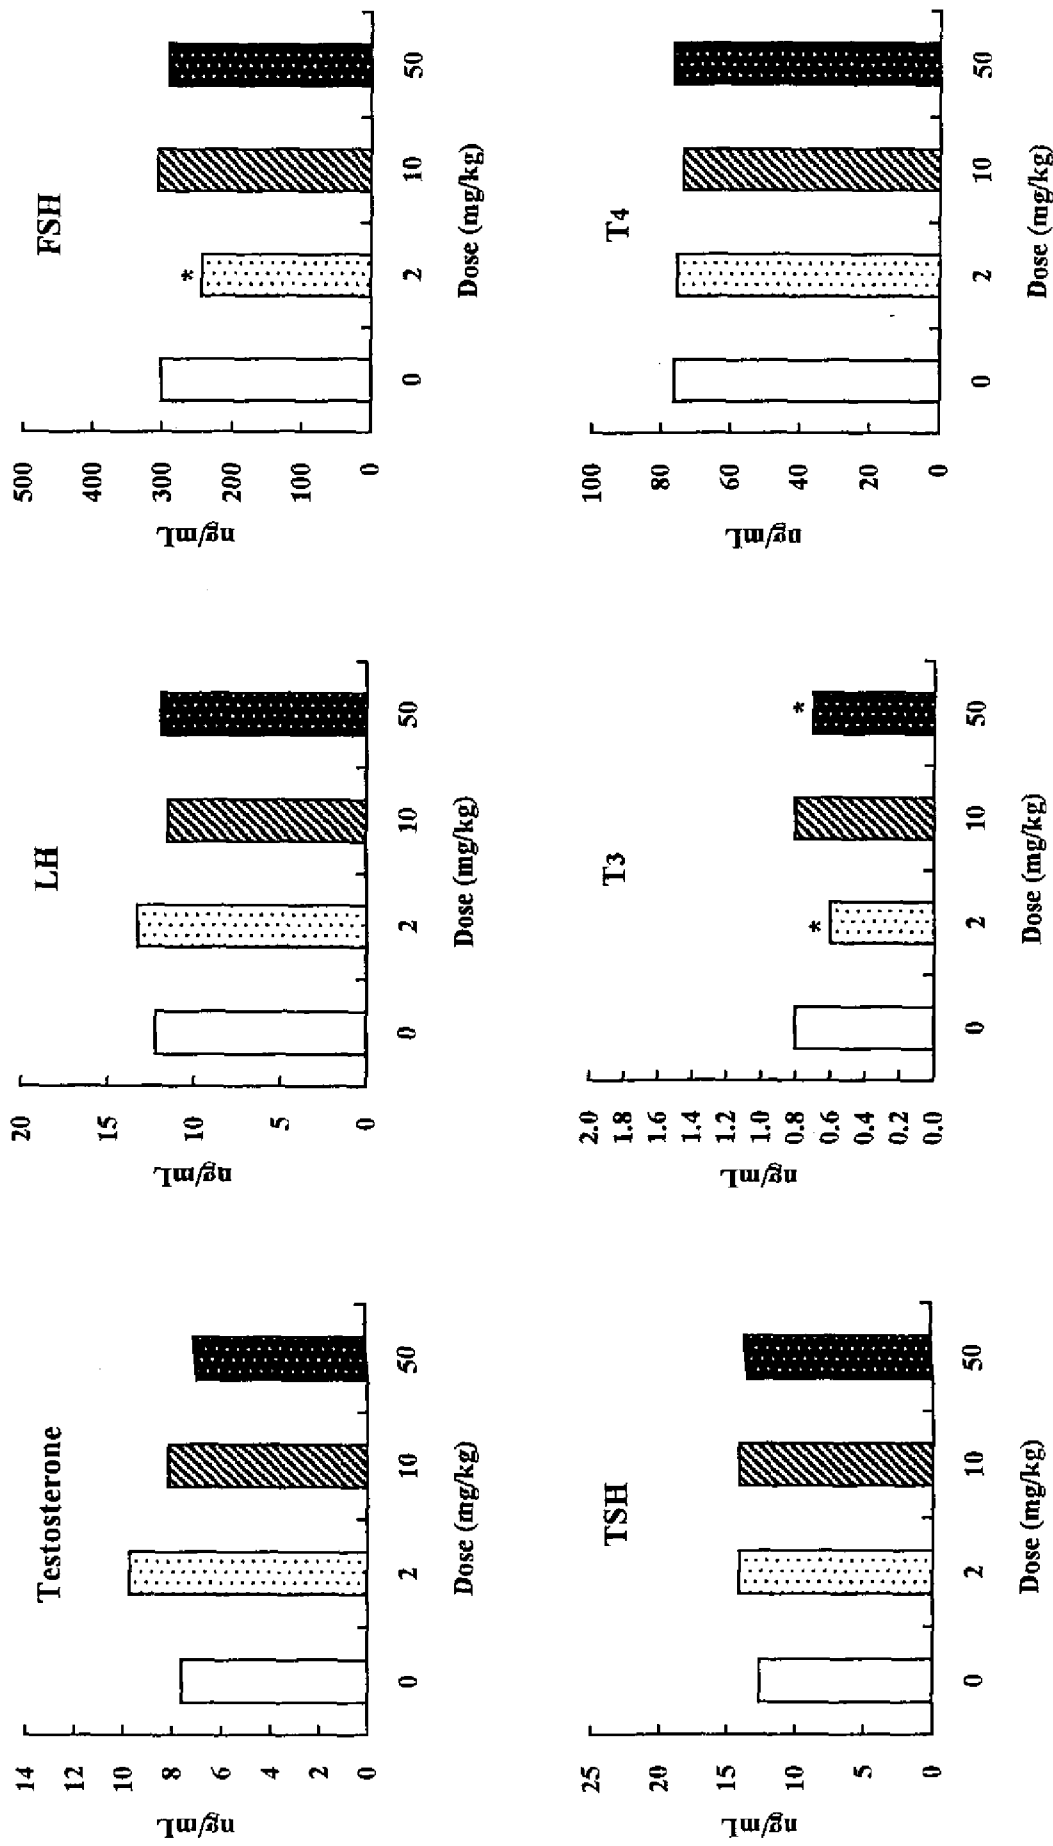 Testosterone
ng/mL
14
12
10
8
6
4
2
0
0 2 10 50
Dose (mg/kg)
LH
ng/mL
20
15
10
5
0
0 2 10 50
Dose (mg/kg)
FSH
ng/mL
500
400
300
200
100
0
*
0 2 10 50
Dose (mg/kg)
TSH
ng/mL
25
20
15
10
5
0
0 2 10 50
Dose (mg/kg)
T3
ng/mL
2.0
1.8
1.6
1.4
1.2
1.0
0.8
0.6
0.4
0.2
0.0
* *
0 2 10 50
Dose (mg/kg)
T4
ng/mL
100
80
60
40
20
0
0 2 10 50
Dose (mg/kg)